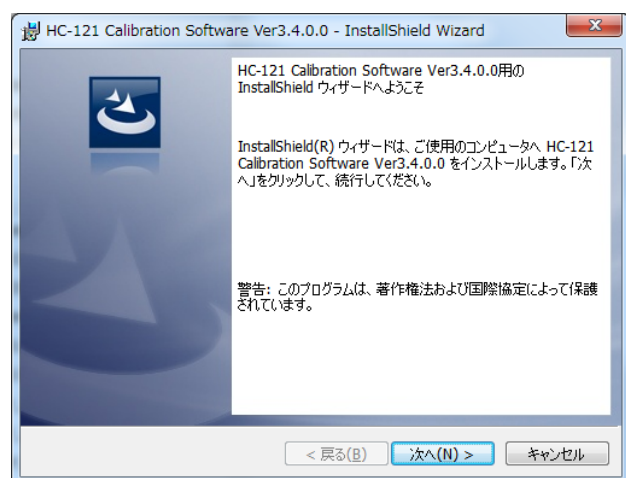 HC-121 Calibration Software Ver3.4.0.0 - InstallShield Wizard
HC-121 Calibration Software Ver3.4.0.0用の
InstallShield ウィザードへようこそ
InstallShield(R) ウィザードは、ご使用のコンピュータへ HC-121
Calibration Software Ver3.4.0.0 をインストールします。「次
へ」をクリックして、続行してください。
警告: このプログラムは、著作権法および国際協定によって保護
されています。
< 戻る(B) 次へ(N) > キャンセル